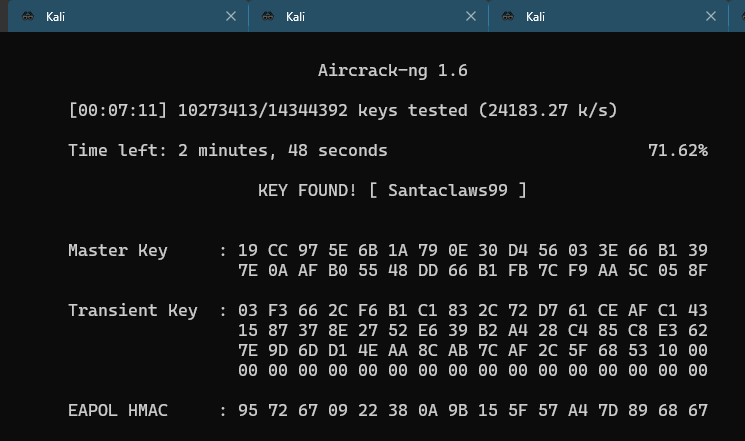 Kali
Kali
Kali
Aircrack-ng 1.6
[00:07:11] 10273413/14344392 keys tested (24183.27 k/s)
Time left: 2 minutes, 48 seconds 71.62%
KEY FOUND! [ Santaclaws99 ]
Master Key : 19 CC 97 5E 6B 1A 79 0E 30 D4 56 03 3E 66 B1 39
7E 0A AF B0 55 48 DD 66 B1 FB 7C F9 AA 5C 05 8F
Transient Key : 03 F3 66 2C F6 B1 C1 83 2C 72 D7 61 CE AF C1 43
15 87 37 8E 27 52 E6 39 B2 A4 28 C4 85 C8 E3 62
7E 9D 6D D1 4E AA 8C AB 7C AF 2C 5F 68 53 10 00
00 00 00 00 00 00 00 00 00 00 00 00 00 00 00 00
EAPOL HMAC : 95 72 67 09 22 38 0A 9B 15 5F 57 A4 7D 89 68 67